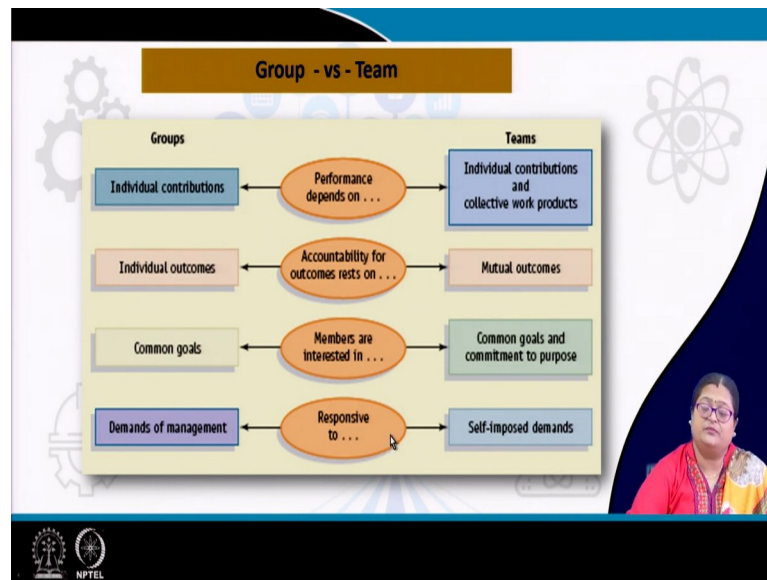 Group - vs - Team
Groups
Teams
Individual contributions
Performance
depends on . . .
Individual contributions
and
collective work products
Individual outcomes
Accountability for
outcomes rests on . . .
Mutual outcomes
Common goals
Members are
interested in . . .
Common goals and
commitment to purpose
Demands of management
Responsive
to . . .
Self-imposed demands
NPTEL